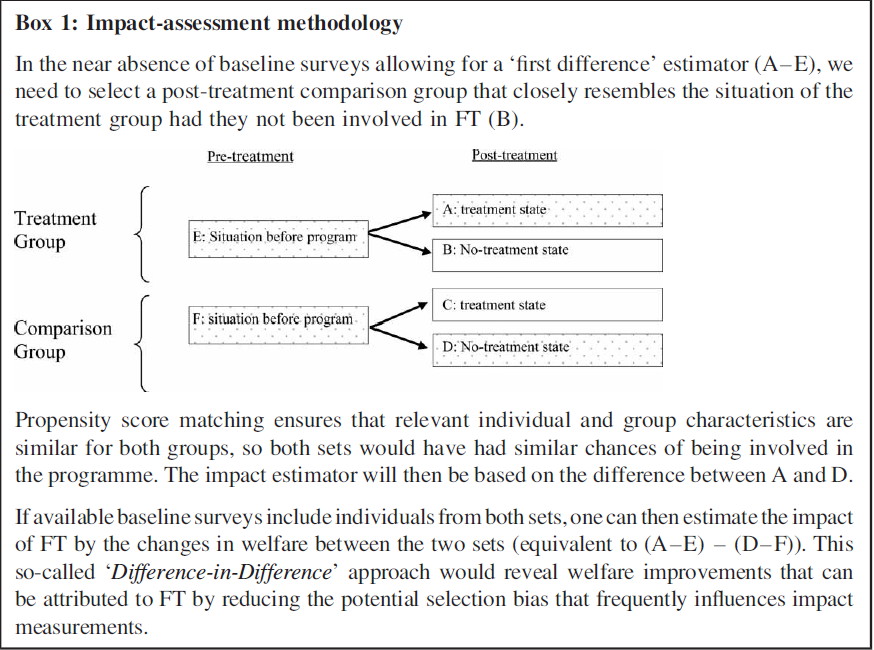 Box 1: Impact-assessment methodology
In the near absence of baseline surveys allowing for a ‘first difference’ estimator (A–E), we
need to select a post-treatment comparison group that closely resembles the situation of the
treatment group had they not been involved in FT (B).
Pre-treatment
Post-treatment
Treatment
Group
E: Situation before program
A: treatment state
B: No-treatment state
Comparison
Group
F: situation before program
C: treatment state
D: No-treatment state
Propensity score matching ensures that relevant individual and group characteristics are
similar for both groups, so both sets would have had similar chances of being involved in
the programme. The impact estimator will then be based on the difference between A and D.
If available baseline surveys include individuals from both sets, one can then estimate the impact
of FT by the changes in welfare between the two sets (equivalent to (A–E) – (D–F)). This
so-called ‘Difference-in-Difference’ approach would reveal welfare improvements that can
be attributed to FT by reducing the potential selection bias that frequently influences impact
measurements.